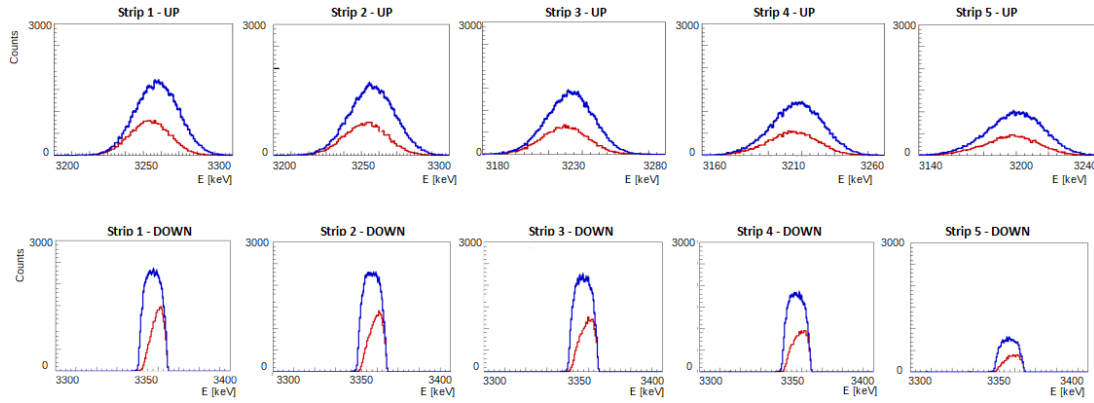 Strip 1 - UP
Strip 2 - UP
Strip 3 - UP
Strip 4 - UP
Strip 5 - UP
3000
3000
3000
3000
3000
Counts
0
0
0
0
0
3200
3250
3300
3200
3250
3300
3180
3230
3280
3160
3210
3260
3140
3200
3240
E [keV]
E [keV]
E [keV]
E [keV]
E [keV]
Strip 1 - DOWN
Strip 2 - DOWN
Strip 3 - DOWN
Strip 4 - DOWN
Strip 5 - DOWN
3000
3000
3000
3000
3000
Counts
0
0
0
0
0
3300
3350
3400
3300
3350
3400
3300
3350
3400
3300
3350
3400
3300
3350
3400
E [keV]
E [keV]
E [keV]
E [keV]
E [keV]